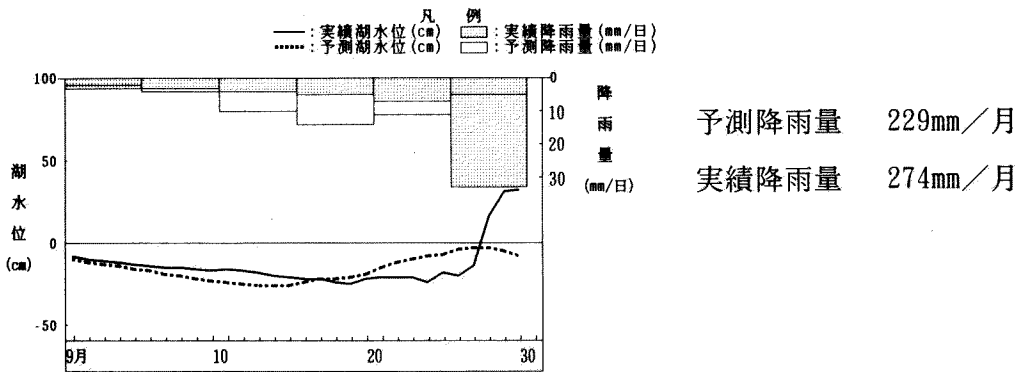 凡 例
：実績湖水位(cm) ：実績降雨量(mm/日)
：予測湖水位(cm) ：予測降雨量(mm/日)
100
50
0
-50
湖水位(cm)
0
10
20
30
降雨量(mm/日)
9月 10 20 30
予測降雨量 229mm／月
実績降雨量 274mm／月